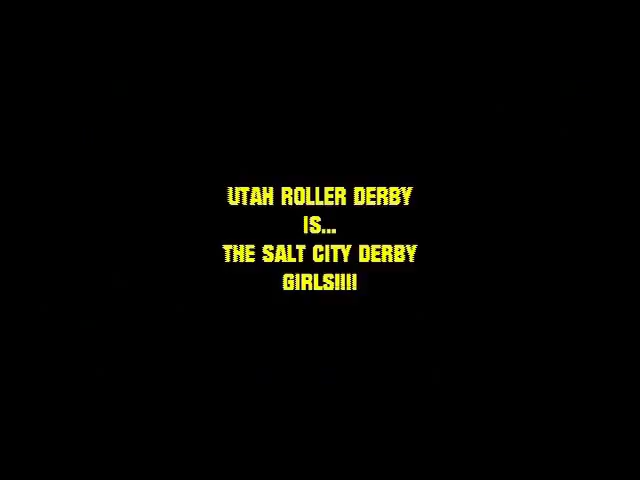 UTAH ROLLER DERBY
IS...
THE SALT CITY DERBY
GIRLS!!!!